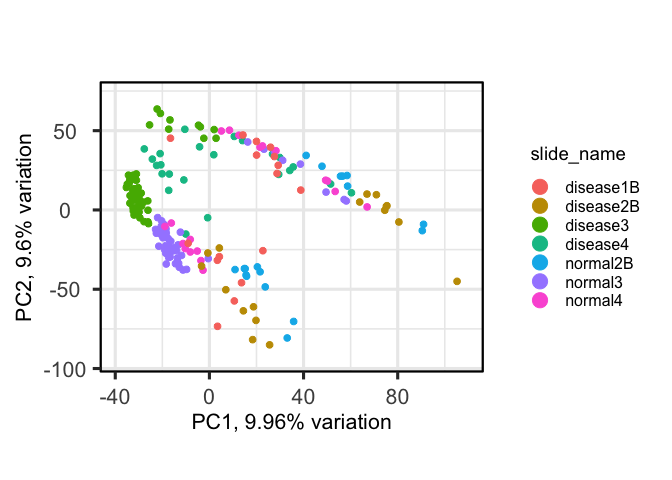 50
0
-50
-100
-40
0
40
80
PC1, 9.96% variation
PC2, 9.6% variation
slide_name
disease1B
disease2B
disease3
disease4
normal2B
normal3
normal4